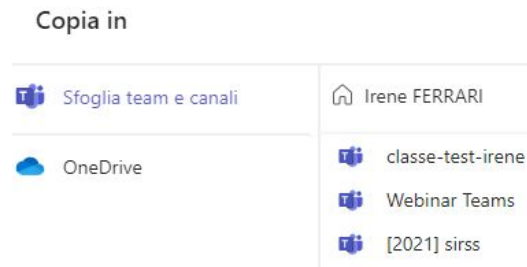 Copia in
Sfoglia team e canali
OneDrive
Irene FERRARI
classe-test-irene
Webinar Teams
[2021] sirss